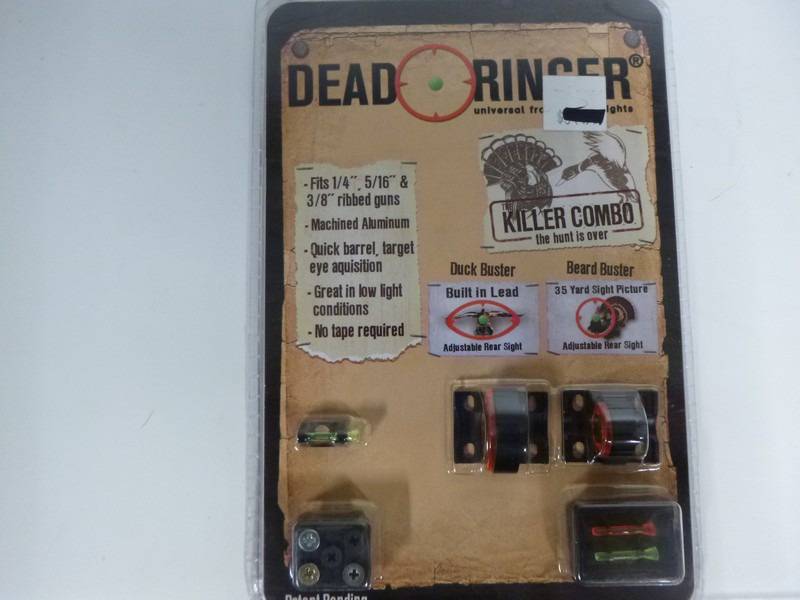 DEAD RINGER®
universal
- Fits 1/4", 5/16" &
3/8" ribbed guns
- Machined Aluminum
- Quick barrel, target
eye aquisition
- Great in low light
conditions
- No tape required
THE
KILLER COMBO
the hunt is over
Duck Buster
Built in Lead
Adjustable Rear Sight
Beard Buster
35 Yard Sight Picture
Adjustable Rear Sight
Patent Pending